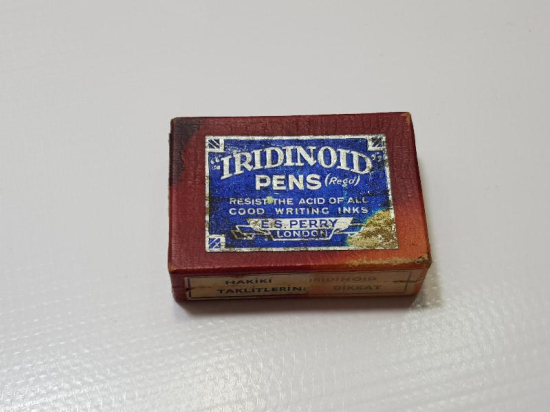 "IRIDINOID"
PENS (Regd)
RESIST THE ACID OF ALL
GOOD WRITING INKS
E.S. PERRY
LONDON
HAKİKİ IRIDINOID
TAKLİTLERİNE DİKKAT